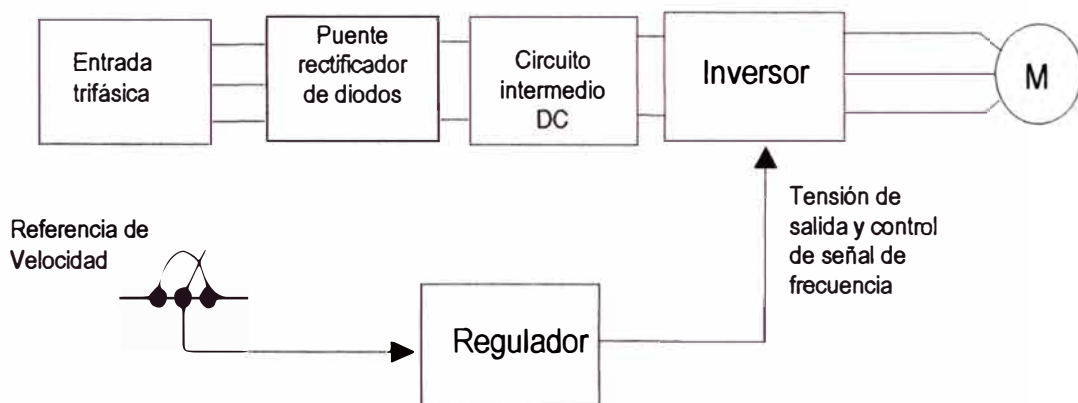 Entrada
trifásica
Puente
rectificador
de diodos
Circuito
intermedio
DC
Inversor
M
Referencia de
Velocidad
Tensión de
salida y control
de señal de
frecuencia
Regulador